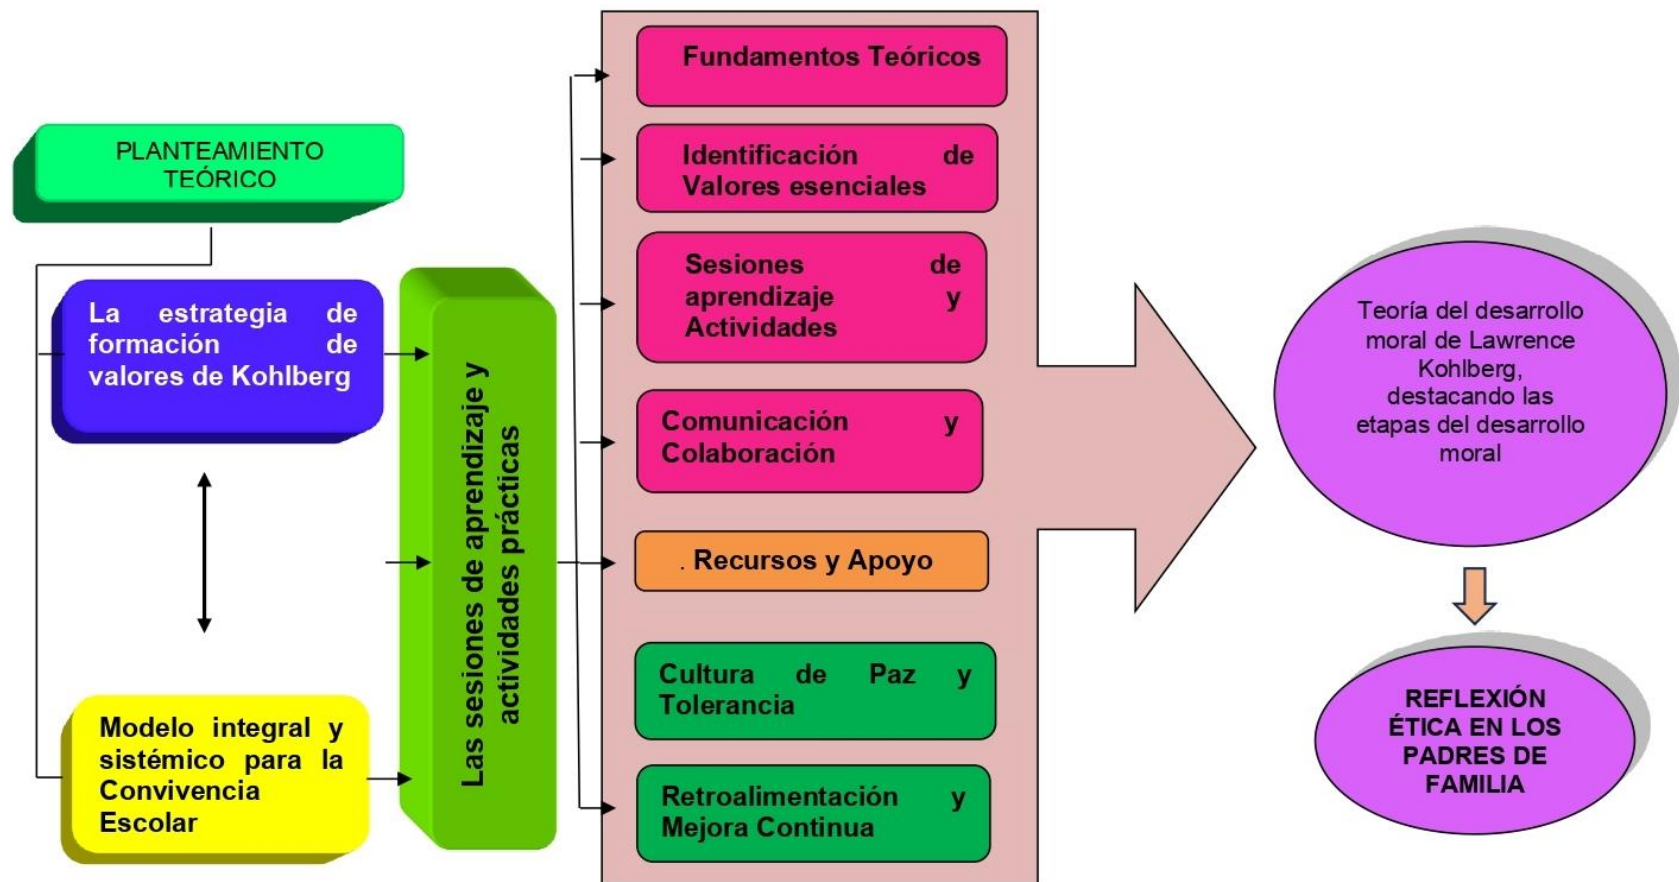 PLANTEAMIENTO
TEÓRICO
La estrategia de
formación de
valores de Kohlberg
Modelo integral y
sistémico para la
Convivencia
Escolar
Las sesiones de aprendizaje y
actividades prácticas
Fundamentos Teóricos
Identificación de
Valores esenciales
Sesiones de
aprendizaje y
Actividades
Comunicación y
Colaboración
. Recursos y Apoyo
Cultura de Paz y
Tolerancia
Retroalimentación y
Mejora Continua
Teoría del desarrollo
moral de Lawrence
Kohlberg,
destacando las
etapas del desarrollo
moral
REFLEXIÓN
ÉTICA EN LOS
PADRES DE
FAMILIA